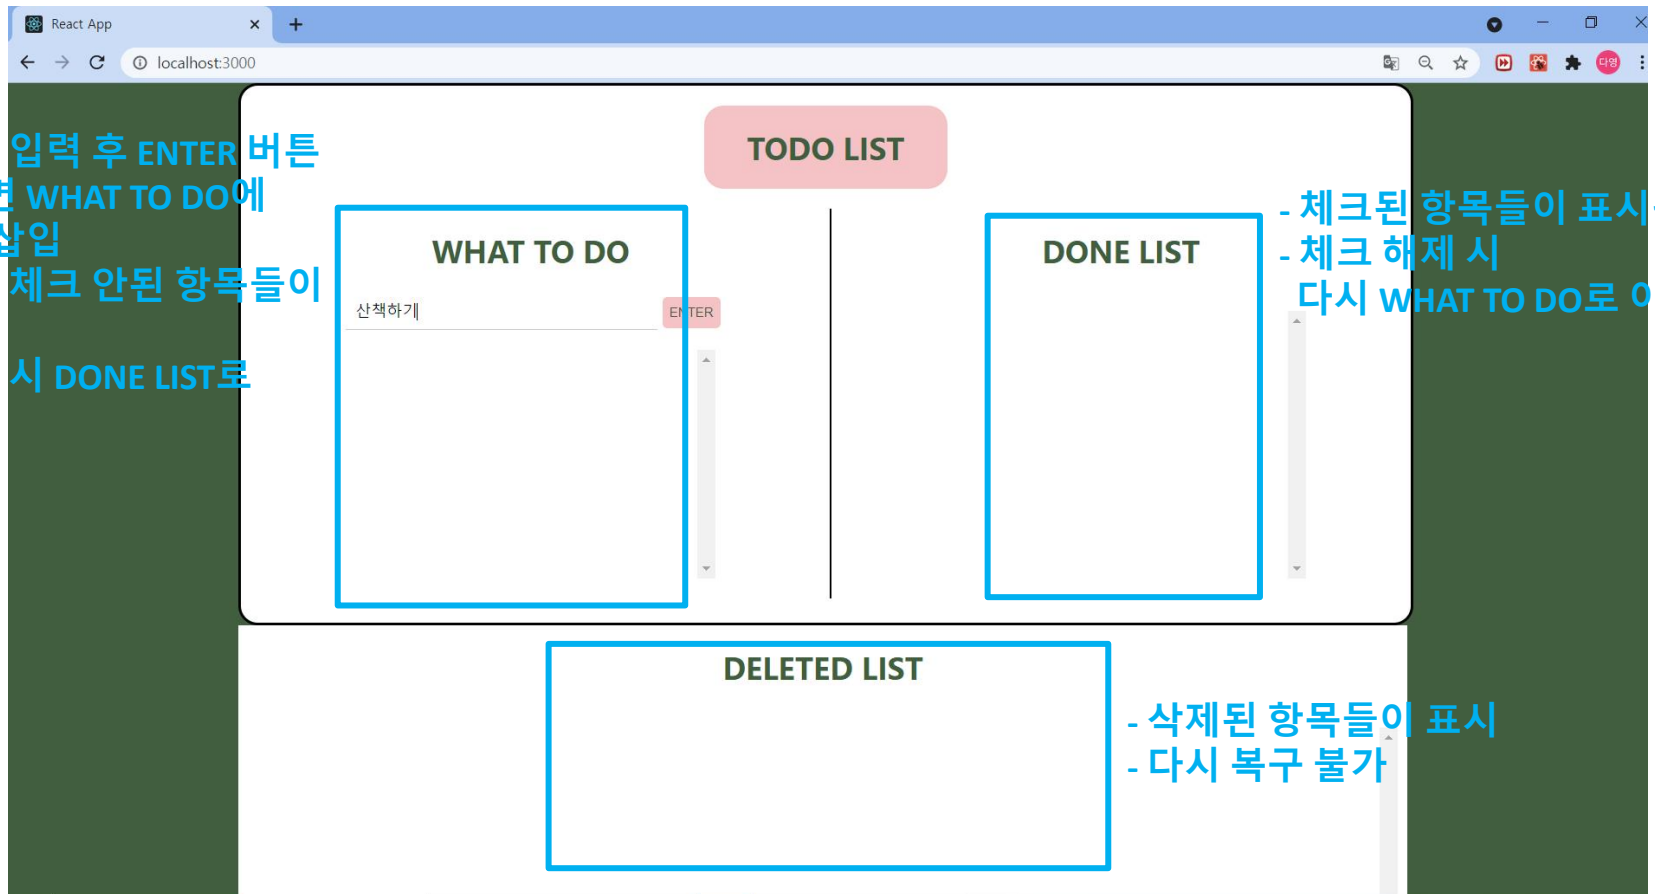 React App
localhost:3000
다영
TODO LIST
입력 후 ENTER 버튼
WHAT TO DO에
삽입
체크 안된 항목들이
시 DONE LIST로
WHAT TO DO
산책하기
ENTER
DONE LIST
- 체크된 항목들이 표시
- 체크 해제 시
다시 WHAT TO DO로
DELETED LIST
- 삭제된 항목들이 표시
- 다시 복구 불가